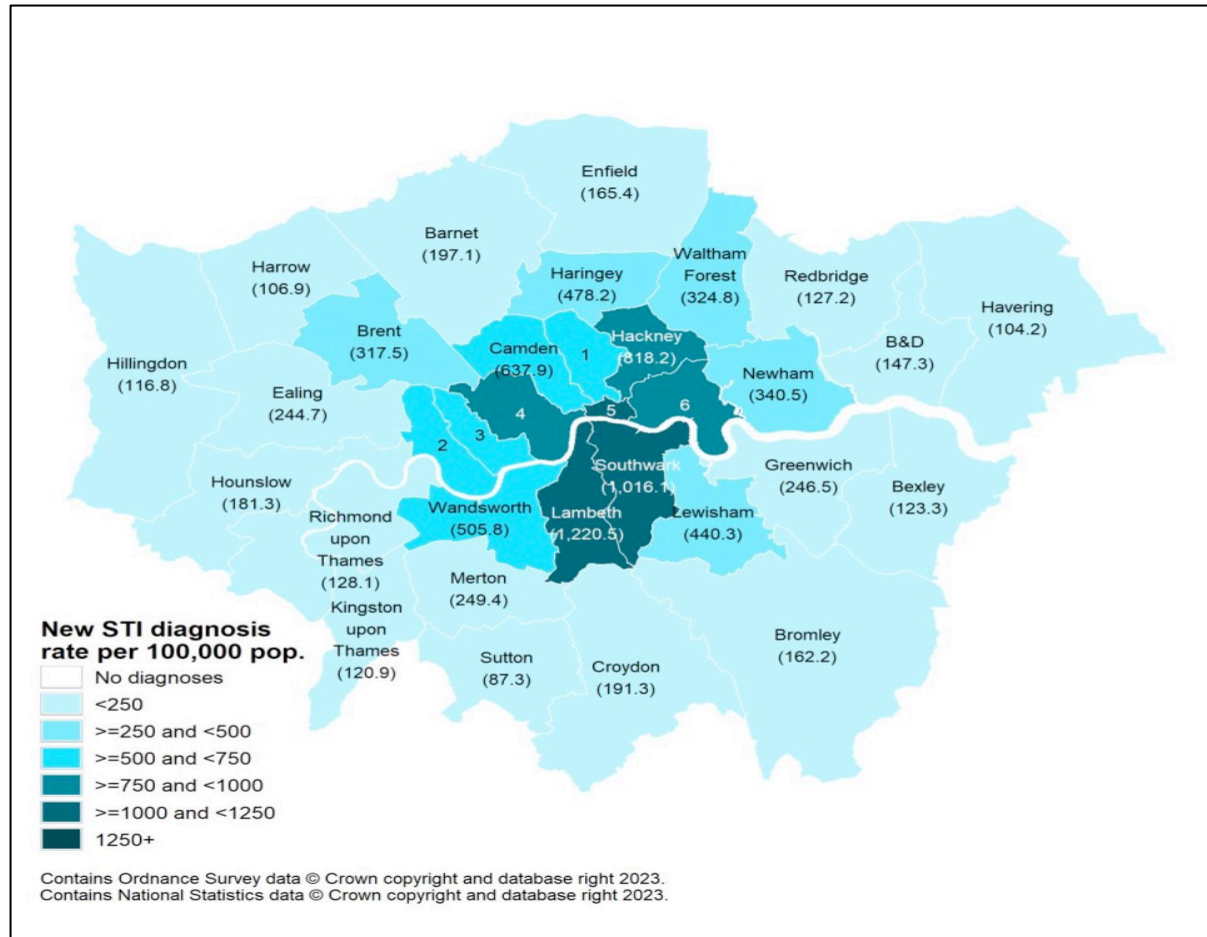 Enfield
(165.4)
Barnet
(197.1)
Harrow
(106.9)
Haringey
(478.2)
Waltham
Forest
(324.8)
Redbridge
(127.2)
Havering
(104.2)
Brent
(317.5)
Camden
(637.9)
1
Hackney
(818.2)
B&D
(147.3)
Hillingdon
(116.8)
Ealing
(244.7)
Newham
(340.5)
4
5
6
2
3
Hounslow
(181.3)
Southwark
(1,016.1)
Greenwich
(246.5)
Bexley
(123.3)
Richmond
upon
Thames
(128.1)
Wandsworth
(505.8)
Lambeth
(1,220.5)
Lewisham
(440.3)
Merton
(249.4)
Kingston
upon
Thames
(120.9)
Sutton
(87.3)
Croydon
(191.3)
Bromley
(162.2)
New STI diagnosis
rate per 100,000 pop.
No diagnoses
<250
>=250 and <500
>=500 and <750
>=750 and <1000
>=1000 and <1250
1250+
Contains Ordnance Survey data © Crown copyright and database right 2023.
Contains National Statistics data © Crown copyright and database right 2023.